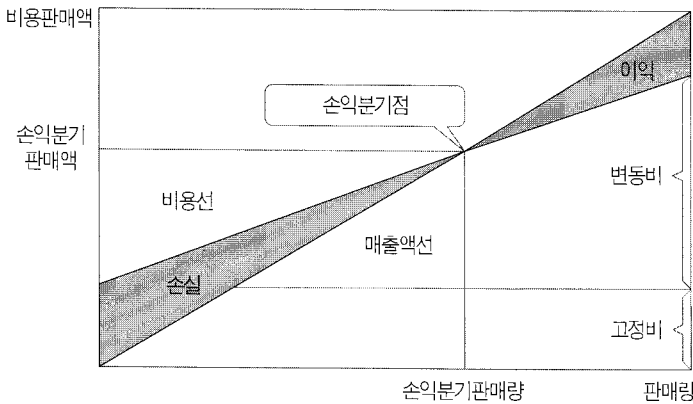 비용판매액
이익
손익분기점
손익분기
판매액
변동비
비용선
매출액선
손실
고정비
손익분기판매량
판매량